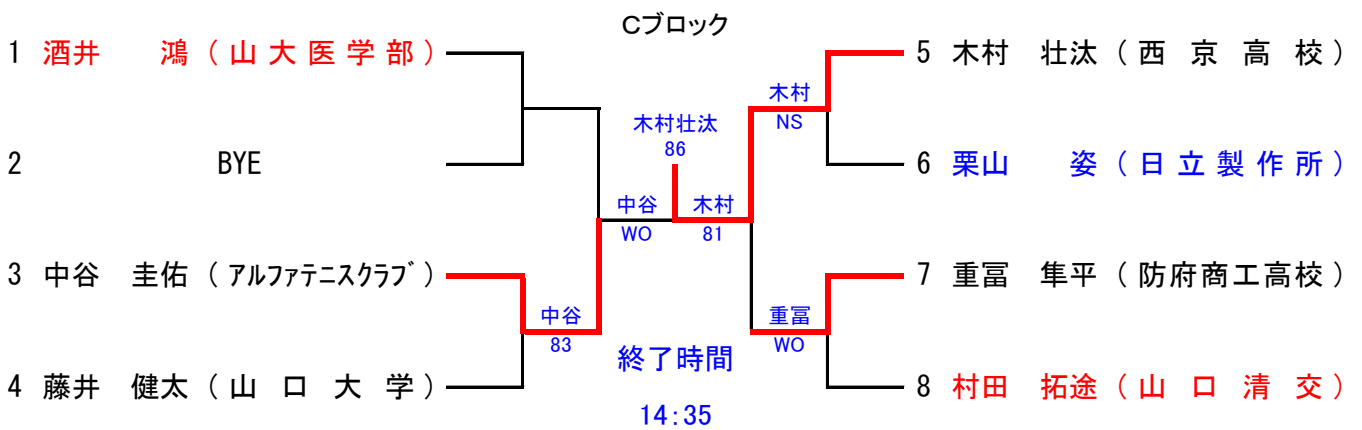 Cブロック
1 酒井　鴻 ( 山大医学部 )
2 BYE
3 中谷　圭佑 ( アルファテニスクラブ )
4 藤井　健太 ( 山口大学 )
中谷
83
中谷
WO
木村壮汰
86
木村
81
木村
NS
重冨
WO
終了時間
14:35
5 木村　壮汰 ( 西京高校 )
6 栗山　姿 ( 日立製作所 )
7 重冨　隼平 ( 防府商工高校 )
8 村田　拓途 ( 山口清交 )